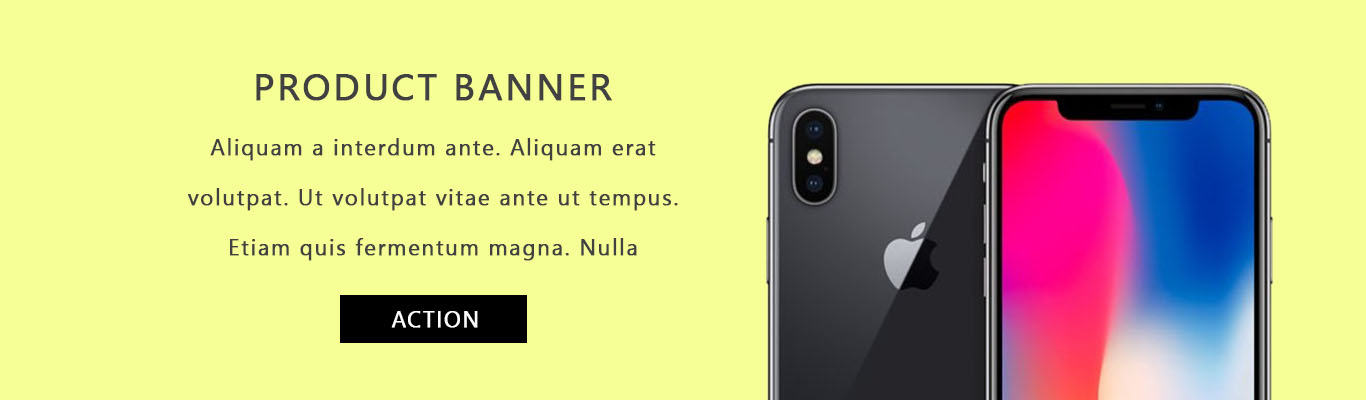 PRODUCT BANNER
Aliquam a interdum ante. Aliquam erat
volutpat. Ut volutpat vitae ante ut tempus.
Etiam quis fermentum magna. Nulla
ACTION